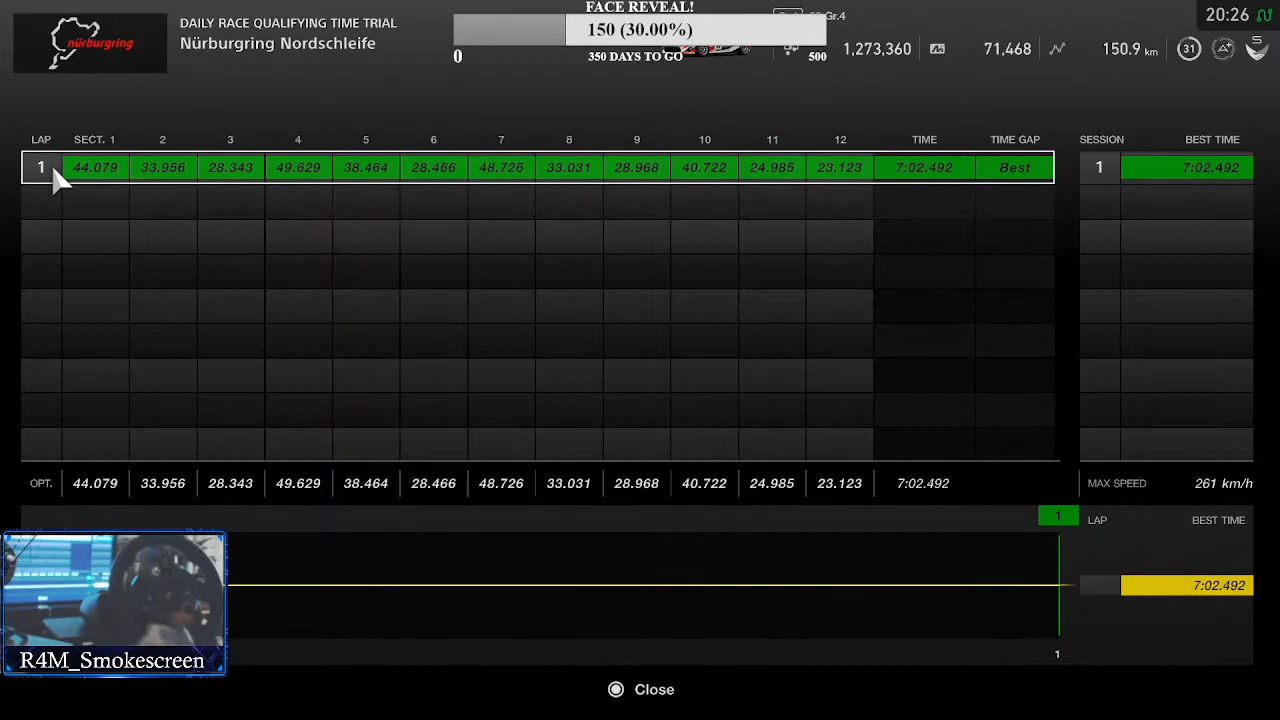 nürburgring
DAILY RACE QUALIFYING TIME TRIAL
Nürburgring Nordschleife
FACE REVEAL!
150 (30.00%)
0
350 DAYS TO GO
500
Gr.4
1,273,360
71,468
150.9 km
31
S
20:26
LAP SECT. 1 2 3 4 5 6 7 8 9 10 11 12 TIME TIME GAP
1 44.079 33.956 28.343 49.629 38.464 28.466 48.726 33.031 28.968 40.722 24.985 23.123 7:02.492 Best
OPT. 44.079 33.956 28.343 49.629 38.464 28.466 48.726 33.031 28.968 40.722 24.985 23.123 7:02.492
SESSION BEST TIME
1 7:02.492
MAX SPEED 261 km/h
1
LAP BEST TIME
7:02.492
1
R4M_Smokescreen
Close